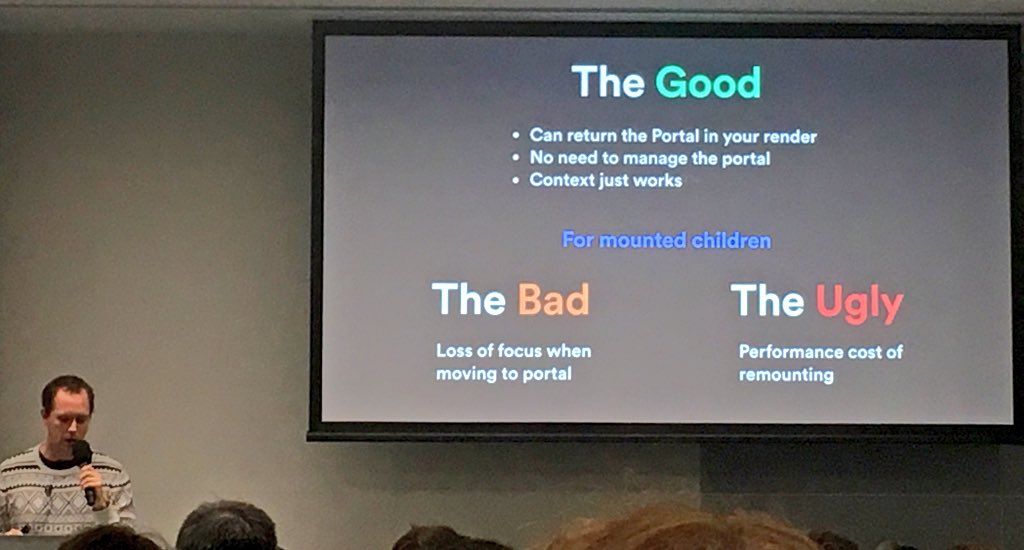 The Good
• Can return the Portal in your render
• No need to manage the portal
• Context just works
For mounted children
The Bad
Loss of focus when
moving to portal
The Ugly
Performance cost of
remounting